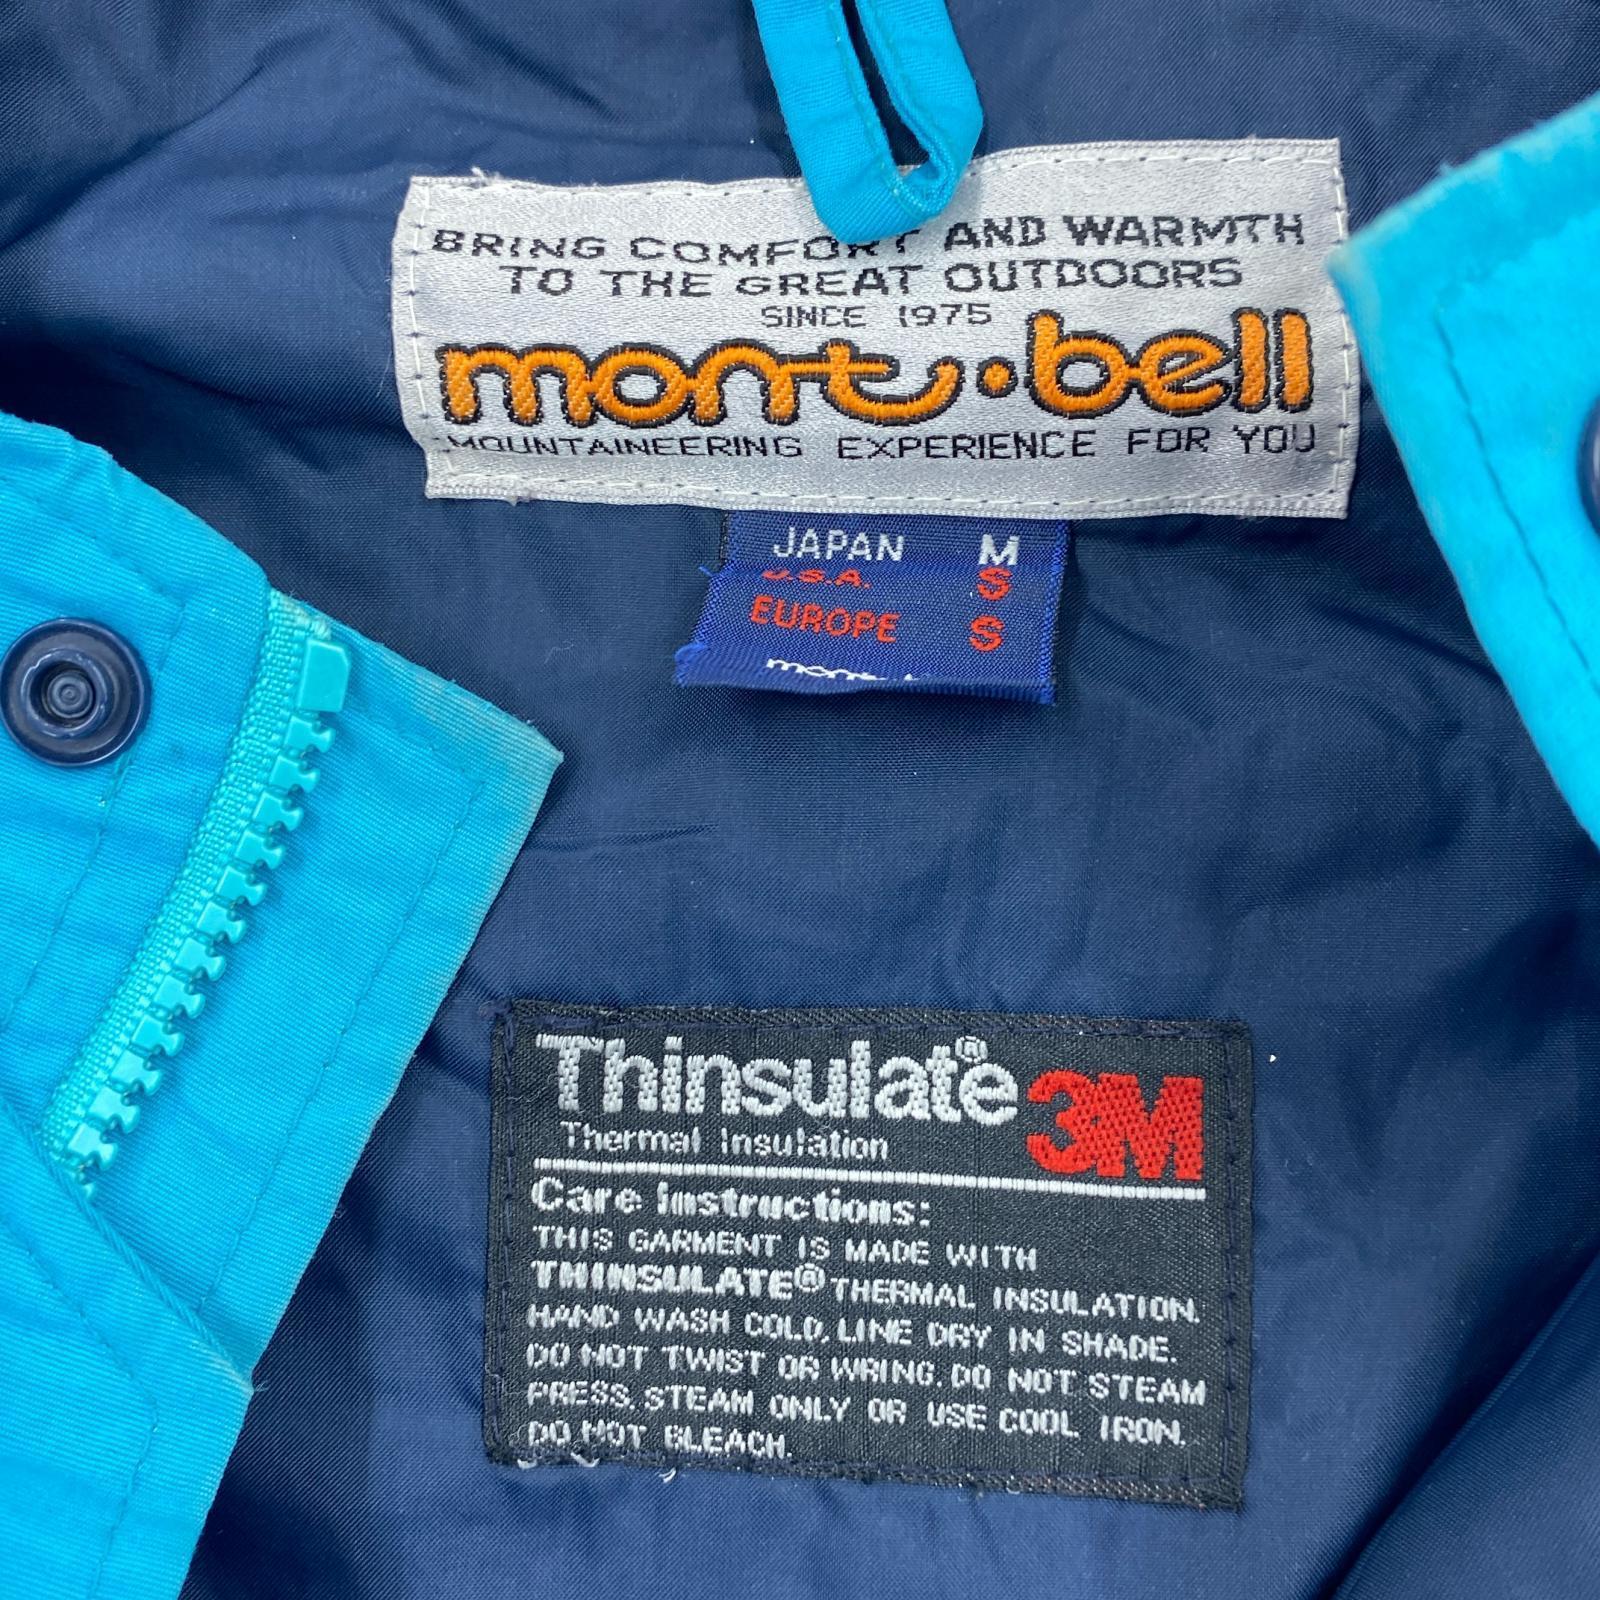 BRING COMFORT AND WARMTH
TO THE GREAT OUTDOORS
SINCE 1975
mont·bell
MOUNTAINEERING EXPERIENCE FOR YOU
JAPAN M
U.S.A. S
EUROPE S
Thinsulate® 3M
Thermal Insulation
Care Instructions:
THIS GARMENT IS MADE WITH
THINSULATE® THERMAL INSULATION.
HAND WASH COLD, LINE DRY IN SHADE.
DO NOT TWIST OR WRING. DO NOT STEAM
PRESS. STEAM ONLY OR USE COOL IRON.
DO NOT BLEACH.